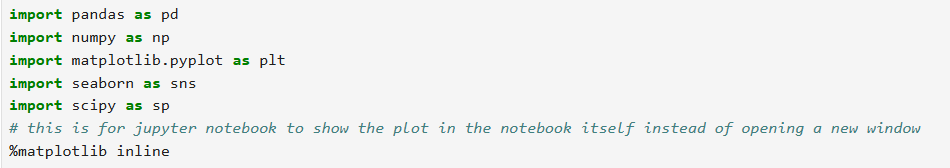 import pandas as pd
import numpy as np
import matplotlib.pyplot as plt
import seaborn as sns
import scipy as sp
# this is for jupyter notebook to show the plot in the notebook itself instead of opening a new window
%matplotlib inline